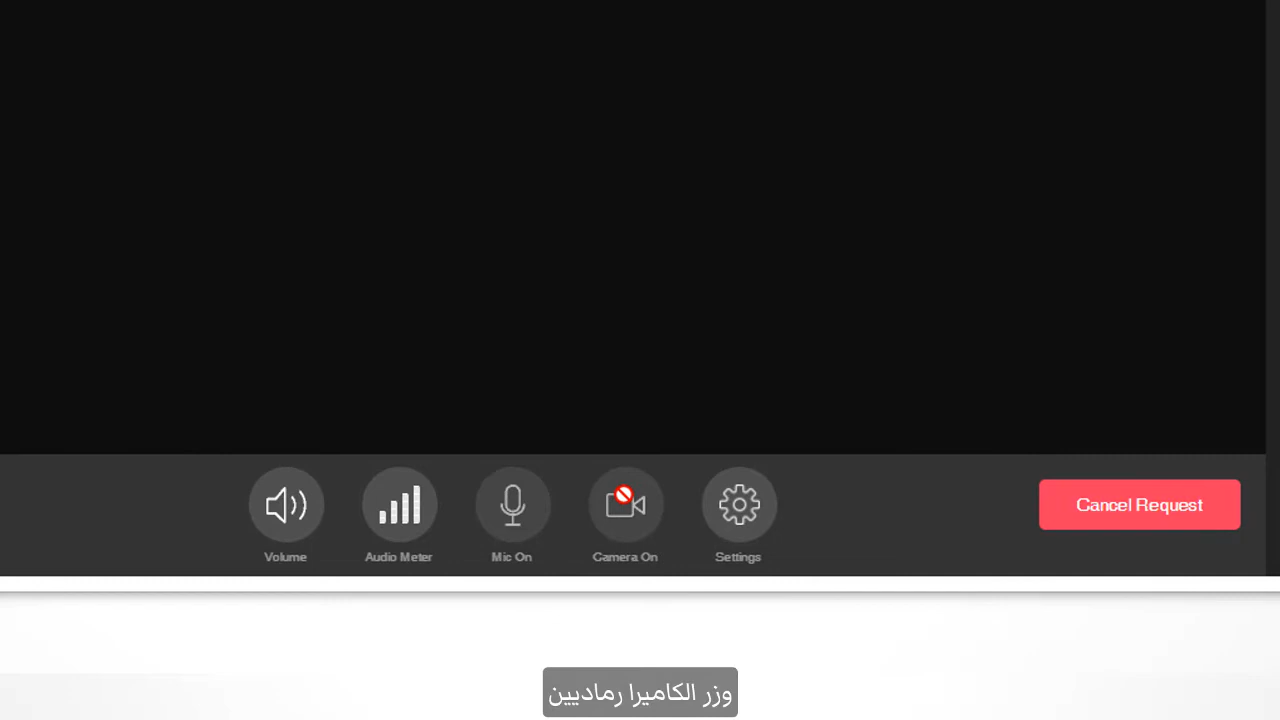 Volume
Audio Meter
Mic On
Camera On
Settings
Cancel Request
وزر الكاميرا رماديين